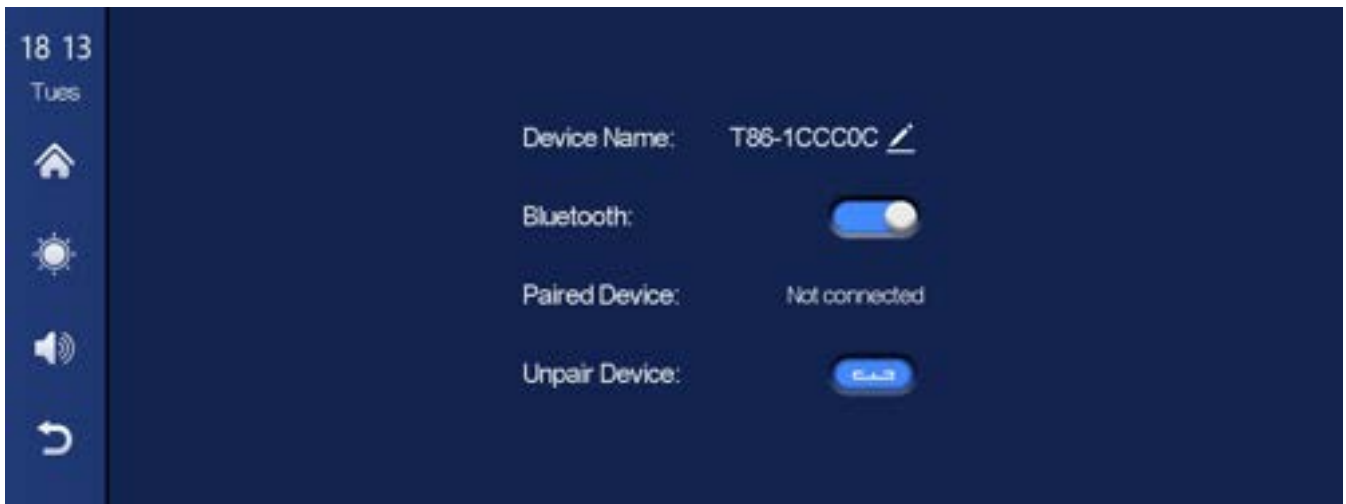 18 13
Tues
Device Name: T86-1CCC0C
Bluetooth:
Paired Device: Not connected
Unpair Device: